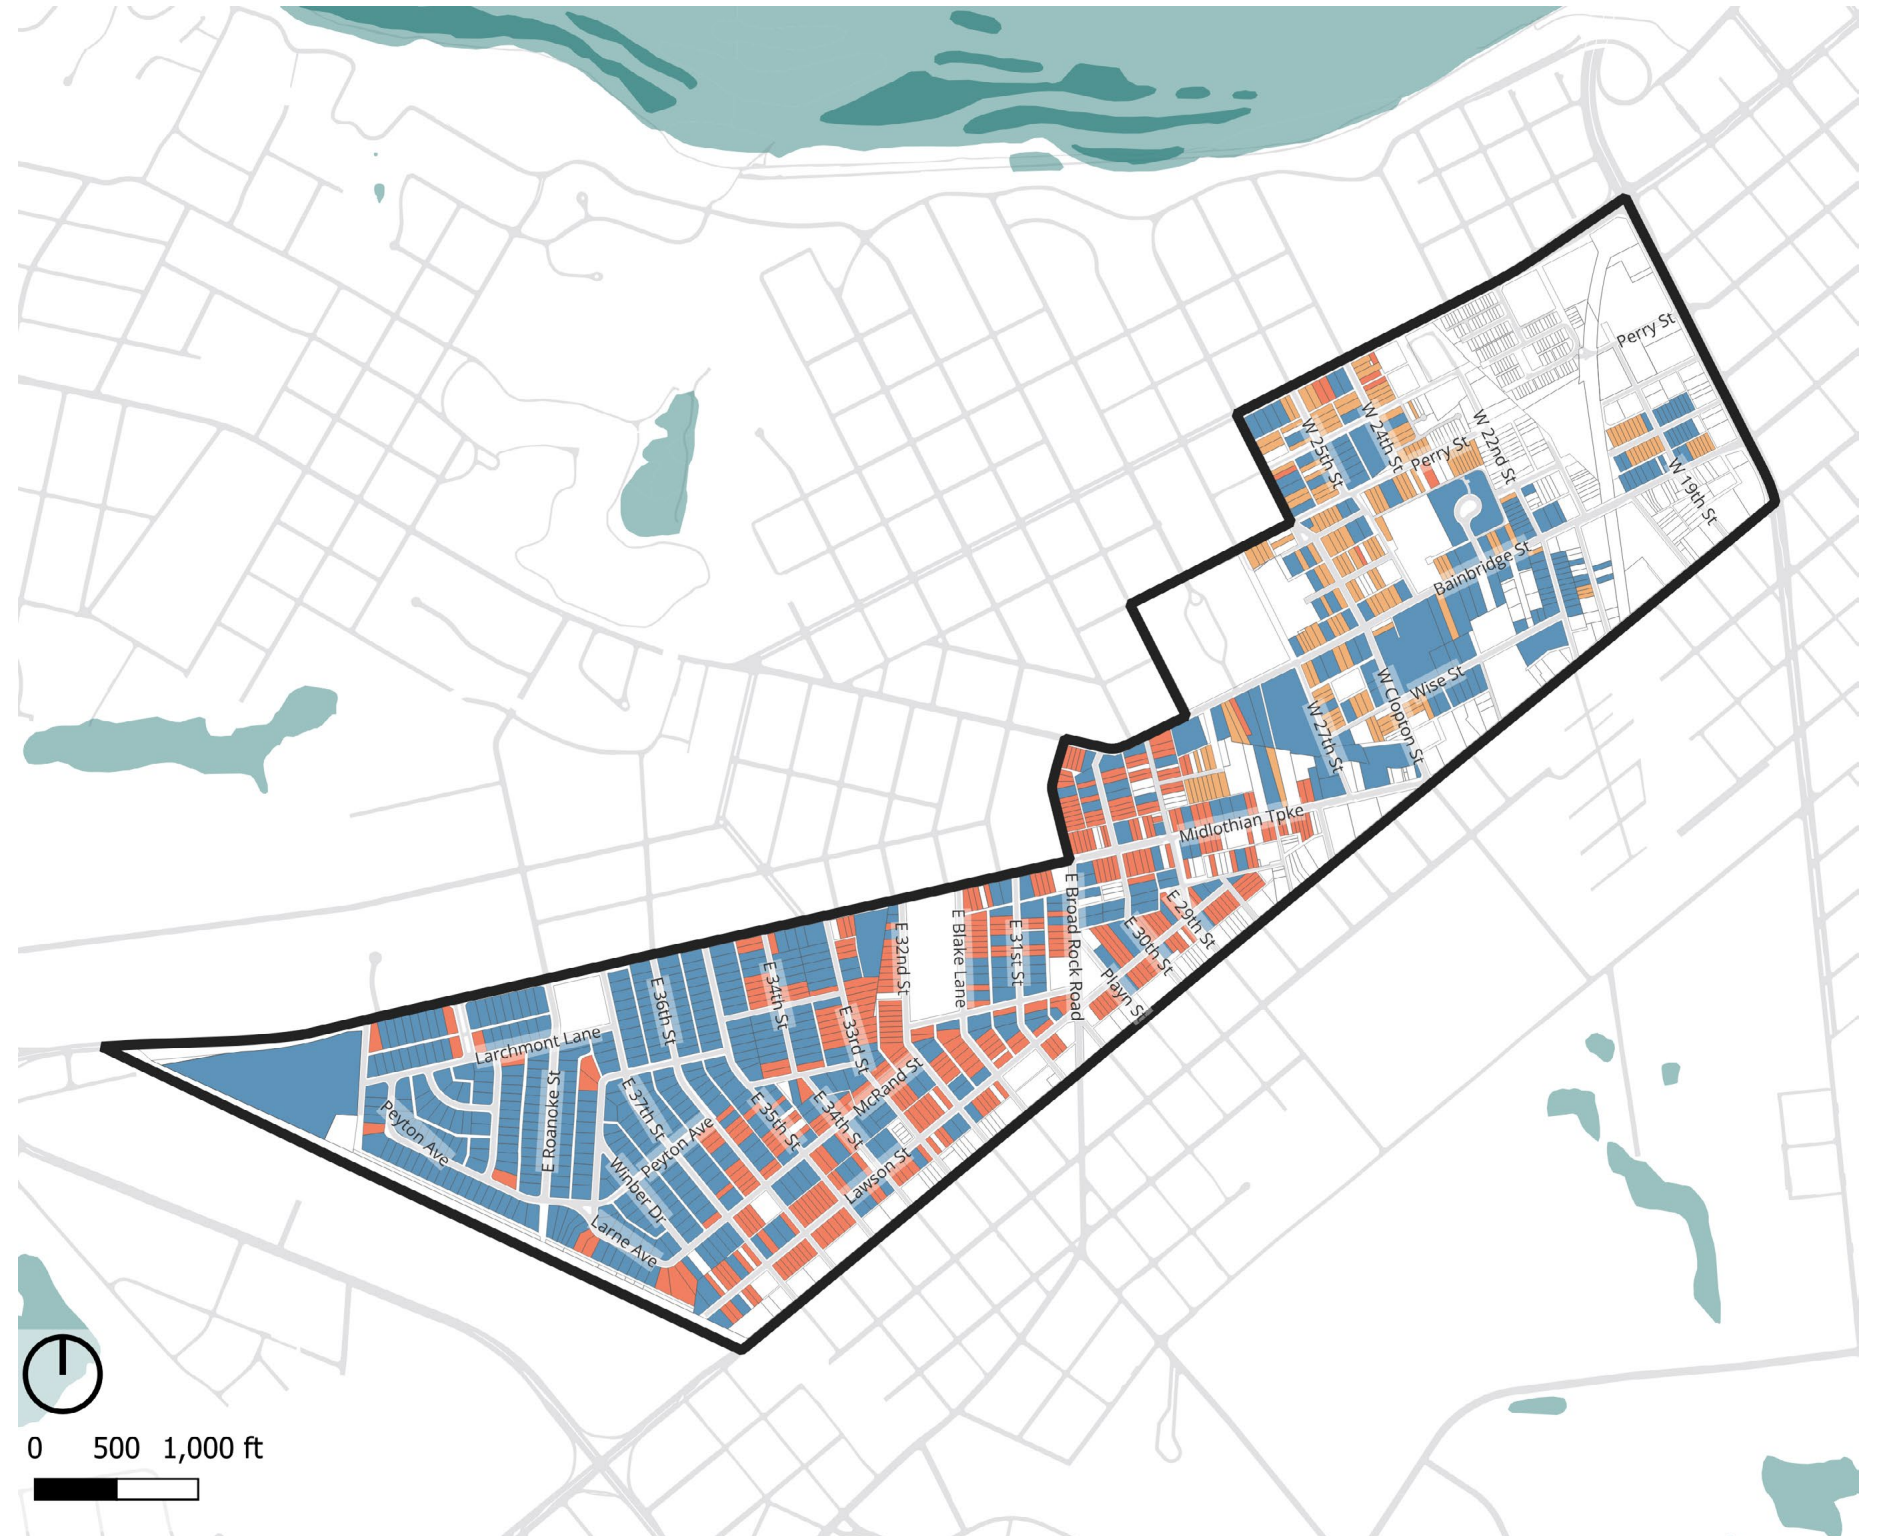 Perry St
W 24th St
W 25th St
W 22nd St
Perry St
W 19th St
Bainbridge St
W Clopton St
Wise St
W 27th St
Midlothian Tpke
E Broad Rock Road
E 29th St
E 30th St
E 31st St
E Blake Lane
E 32nd St
Playn St
E 34th St
E 36th St
E 33rd St
Larchmont Lane
McRand St
E Roanoke St
E 37th St
E 35th St
E 34th St
Peyton Ave
Peyton Ave
Winber Dr
Lawson St
Larne Ave
0 500 1,000 ft